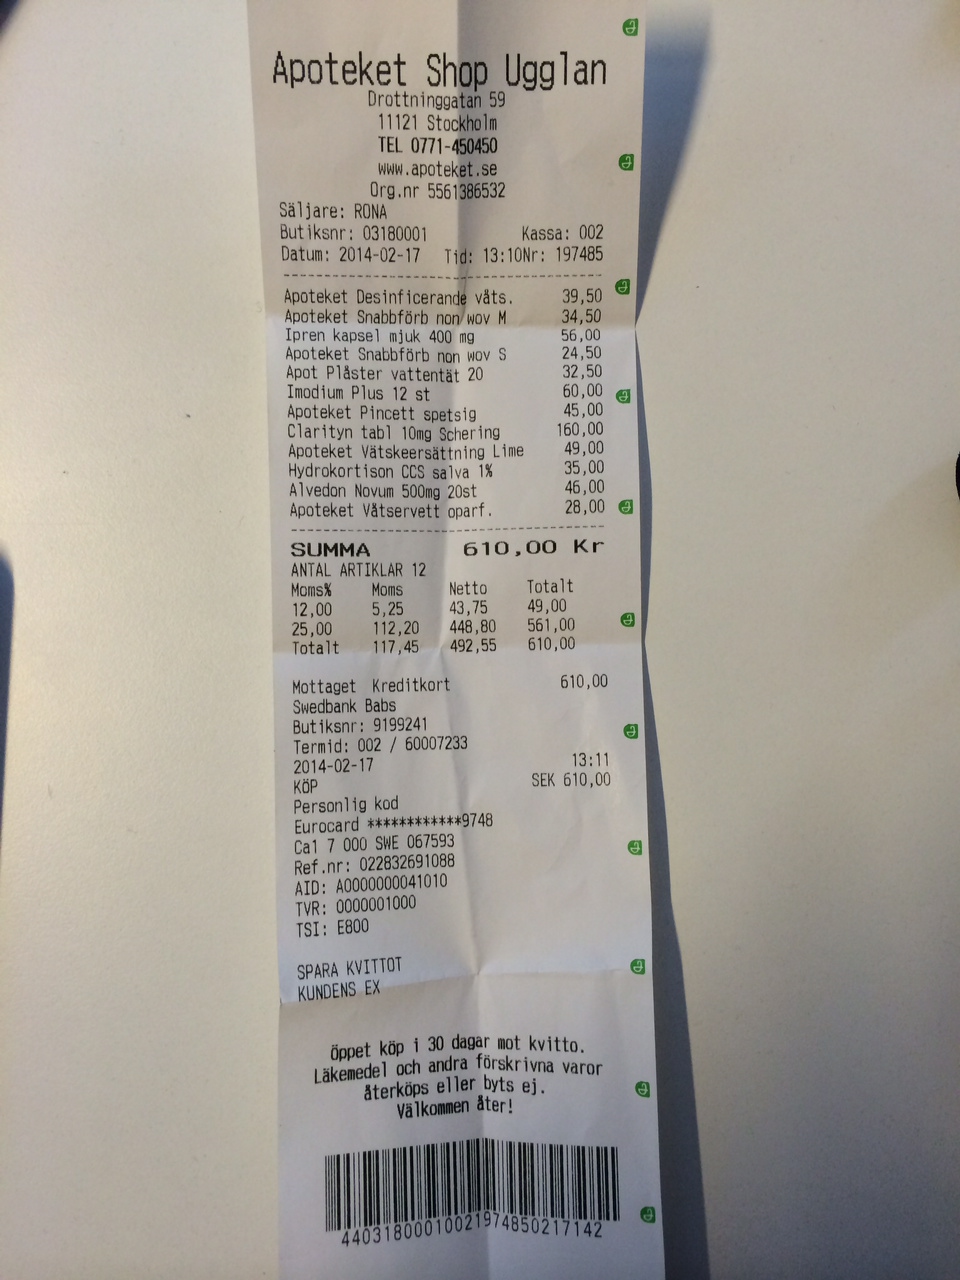 Apoteket Shop Ugglan
Drottninggatan 59
11121 Stockholm
TEL 0771-450450
www.apoteket.se
Org.nr 5561386532
Säljare: RONA
Butiksnr: 03180001 Kassa: 002
Datum: 2014-02-17 Tid: 13:10Nr: 197485
Apoteket Desinficerande våts. 39,50
Apoteket Snabbförb non wov M 34,50
Ipren kapsel mjuk 400 mg 56,00
Apoteket Snabbförb non wov S 24,50
Apot Plåster vattentät 20 32,50
Imodium Plus 12 st 60,00
Apoteket Pincett spetsig 45,00
Clarityn tabl 10mg Schering 160,00
Apoteket Vätskeersättning Lime 49,00
Hydrokortison CCS salva 1% 35,00
Alvedon Novum 500mg 20st 46,00
Apoteket Våtservett oparf. 28,00
SUMMA 610,00 Kr
ANTAL ARTIKLAR 12
Moms% Moms Netto Totalt
12,00 5,25 43,75 49,00
25,00 112,20 448,80 561,00
Totalt 117,45 492,55 610,00
Mottaget Kreditkort 610,00
Swedbank Babs
Butiksnr: 9199241
Termid: 002 / 60007233
2014-02-17 13:11
KÖP SEK 610,00
Personlig kod
Eurocard ************9748
Ca1 7 000 SWE 067593
Ref.nr: 022832691088
AID: A0000000041010
TVR: 0000001000
TSI: E800
SPARA KVITTOT
KUNDENS EX
Öppet köp i 30 dagar mot kvitto.
Läkemedel och andra förskrivna varor
återköps eller byts ej.
Välkommen åter!
4403180001002197485021714​2